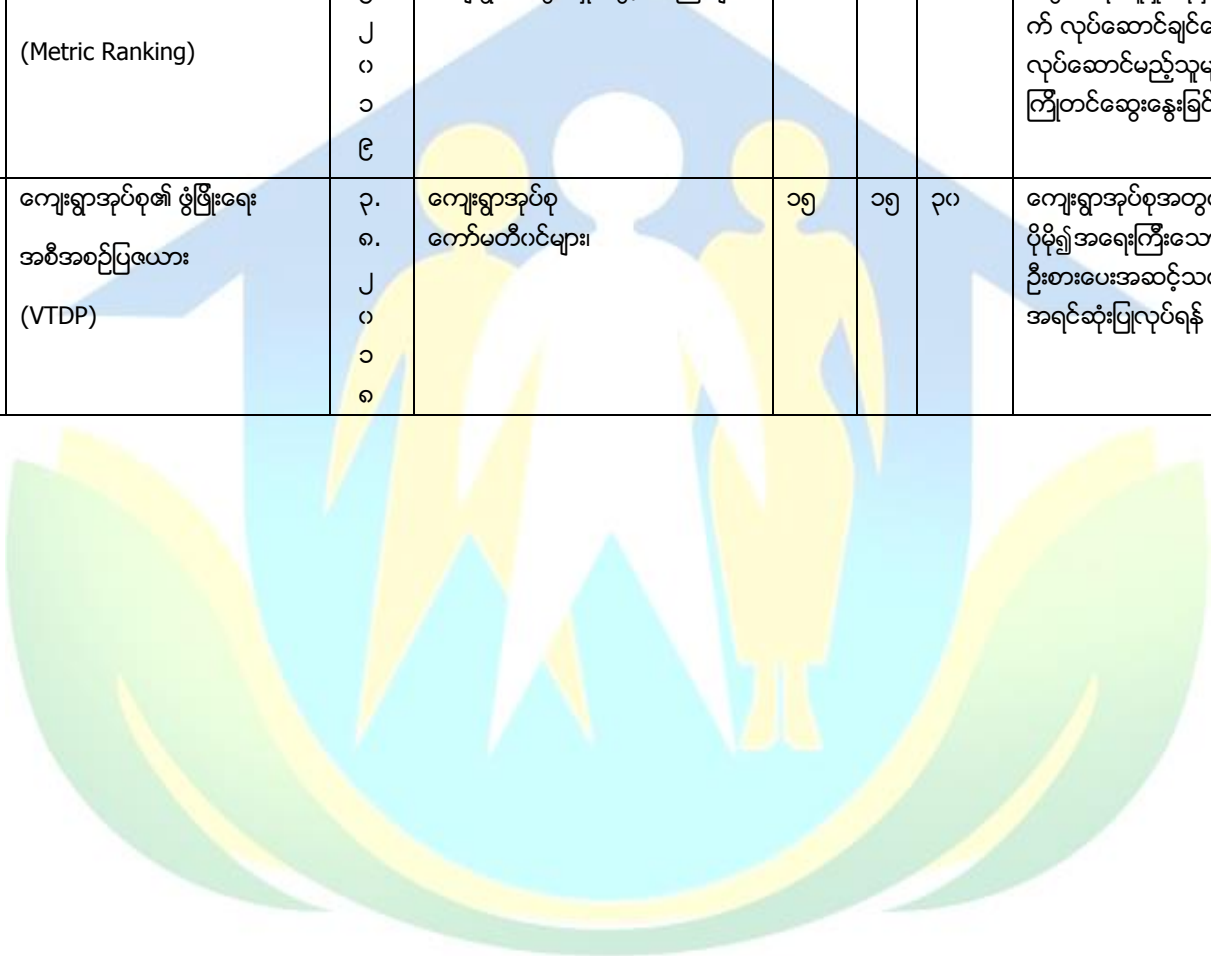 (Metric Ranking)
၂
၀
၁
၉
က် လုပ်ဆောင်ချင်
လုပ်ဆောင်မည့်သူ
ကြိုတင်ဆွေးနွေးခြင်
ကျေးရွာအုပ်စု၏ ဖွံ့ဖြိုးရေး
အစီအစဉ်ပြဇယား
(VTDP)
၃.
၈.
၂
၀
၁
၈
ကျေးရွာအုပ်စု
ကော်မတီဝင်များ၊
၁၅
၁၅
၃၀
ကျေးရွာအုပ်စုအတွ
ပိုမို၍အရေးကြီးသော
ဦးစားပေးအဆင့်သ
အရင်ဆုံးပြုလုပ်ရန်